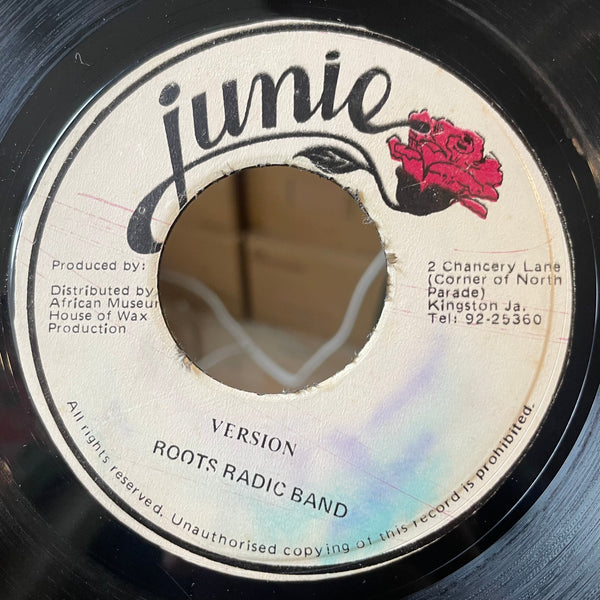 junie
Produced by:
Distributed by
African Museum
House of Wax
Production
2 Chancery Lane
(Corner of North
Parade)
Kingston Ja.
Tel: 92-25360
VERSION
ROOTS RADIC BAND
All rights reserved. Unauthorised copying of this record is prohibited.